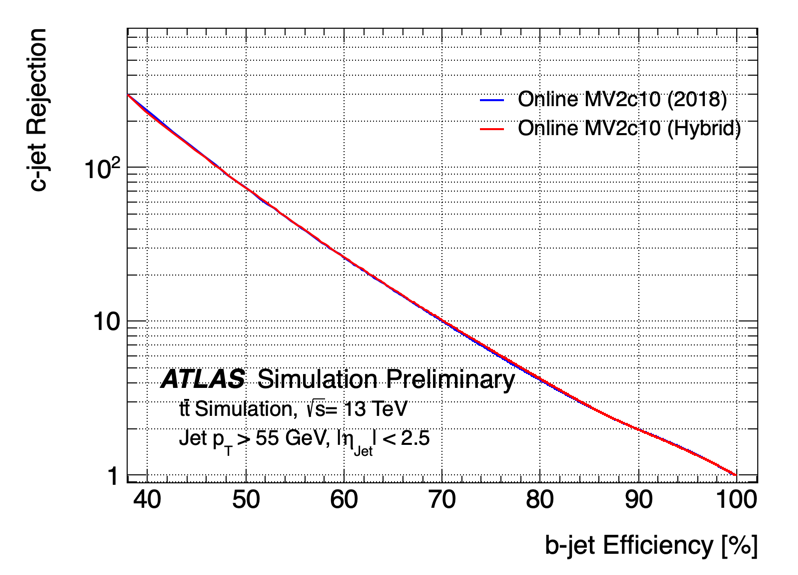 c-jet Rejection
Online MV2c10 (2018)
Online MV2c10 (Hybrid)
10²
10
1
ATLAS Simulation Preliminary
tt̄ Simulation, √s= 13 TeV
Jet p_T > 55 GeV, |η_Jet| < 2.5
40 50 60 70 80 90 100
b-jet Efficiency [%]